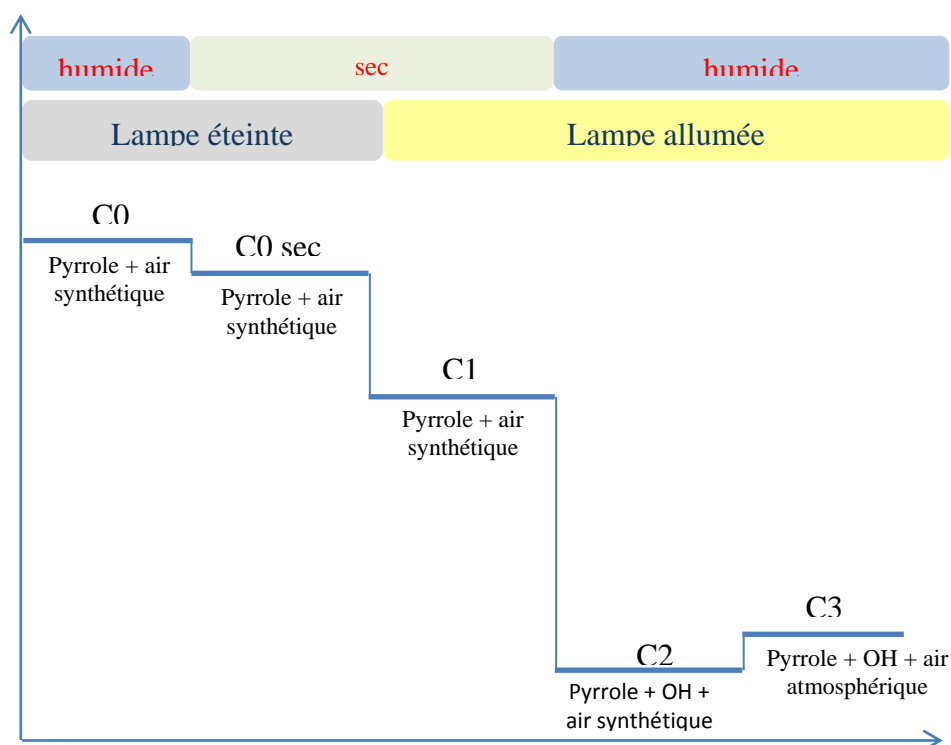 humide
sec
humide
Lampe éteinte
Lampe allumée
C0
Pyrrole + air
synthétique
C0 sec
Pyrrole + air
synthétique
C1
Pyrrole + air
synthétique
C2
Pyrrole + OH +
air synthétique
C3
Pyrrole + OH + air
atmosphérique